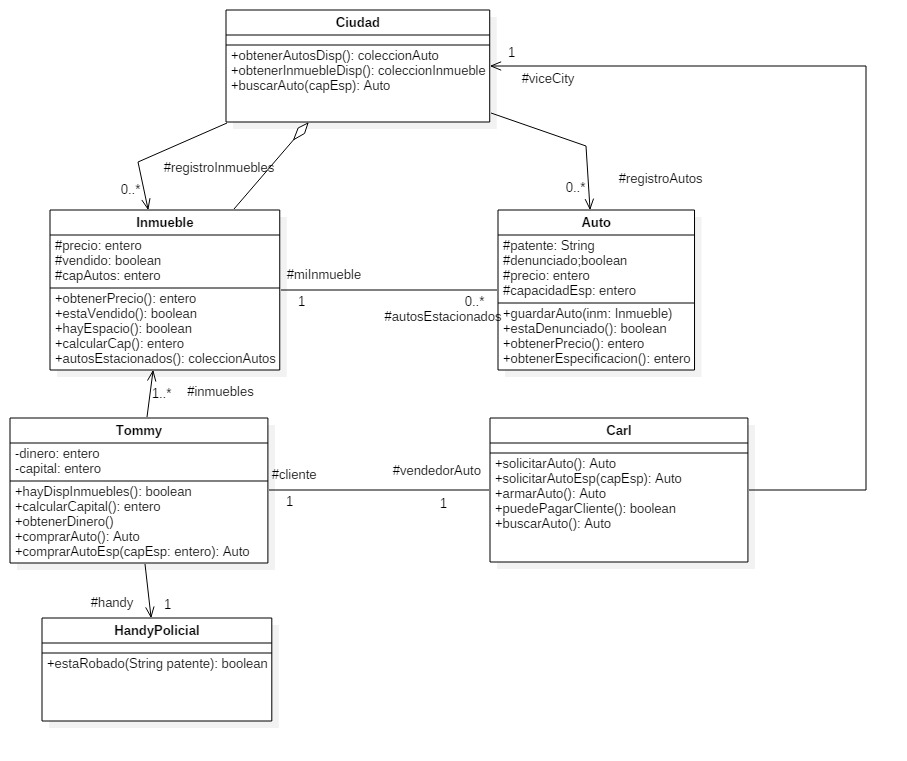 Ciudad
+obtenerAutosDisp(): coleccionAuto
+obtenerInmuebleDisp(): coleccionInmueble
+buscarAuto(capEsp): Auto
1
#viceCity
#registroInmuebles
0..*
#registroAutos
0..*
Inmueble
#precio: entero
#vendido: boolean
#capAutos: entero
+obtenerPrecio(): entero
+estaVendido(): boolean
+hayEspacio(): boolean
+calcularCap(): entero
+autosEstacionados(): coleccionAutos
#miInmueble
1
0..*
#autosEstacionados
Auto
#patente: String
#denunciado;boolean
#precio: entero
#capacidadEsp: entero
+guardarAuto(inm: Inmueble)
+estaDenunciado(): boolean
+obtenerPrecio(): entero
+obtenerEspecificacion(): entero
1..*
#inmuebles
Tommy
-dinero: entero
-capital: entero
+hayDispInmuebles(): boolean
+calcularCapital(): entero
+obtenerDinero()
+comprarAuto(): Auto
+comprarAutoEsp(capEsp: entero): Auto
#cliente
1
#vendedorAuto
1
Carl
+solicitarAuto(): Auto
+solicitarAutoEsp(capEsp): Auto
+armarAuto(): Auto
+puedePagarCliente(): boolean
+buscarAuto(): Auto
#handy
1
HandyPolicial
+estaRobado(String patente): boolean